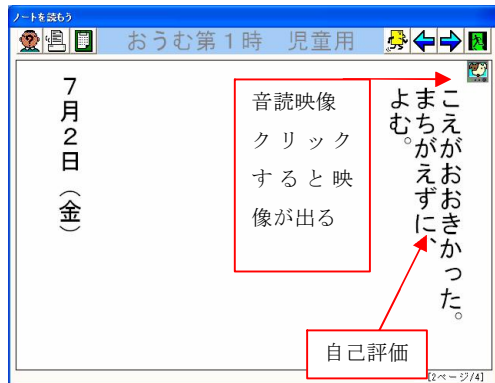 ノートを読もう
おうむ第1時 児童用
こえがおおきかった。
まちがえずに、
よむ。
音読映像
クリック
すると映
像が出る
7月2日(金)
自己評価
[2ページ/4]